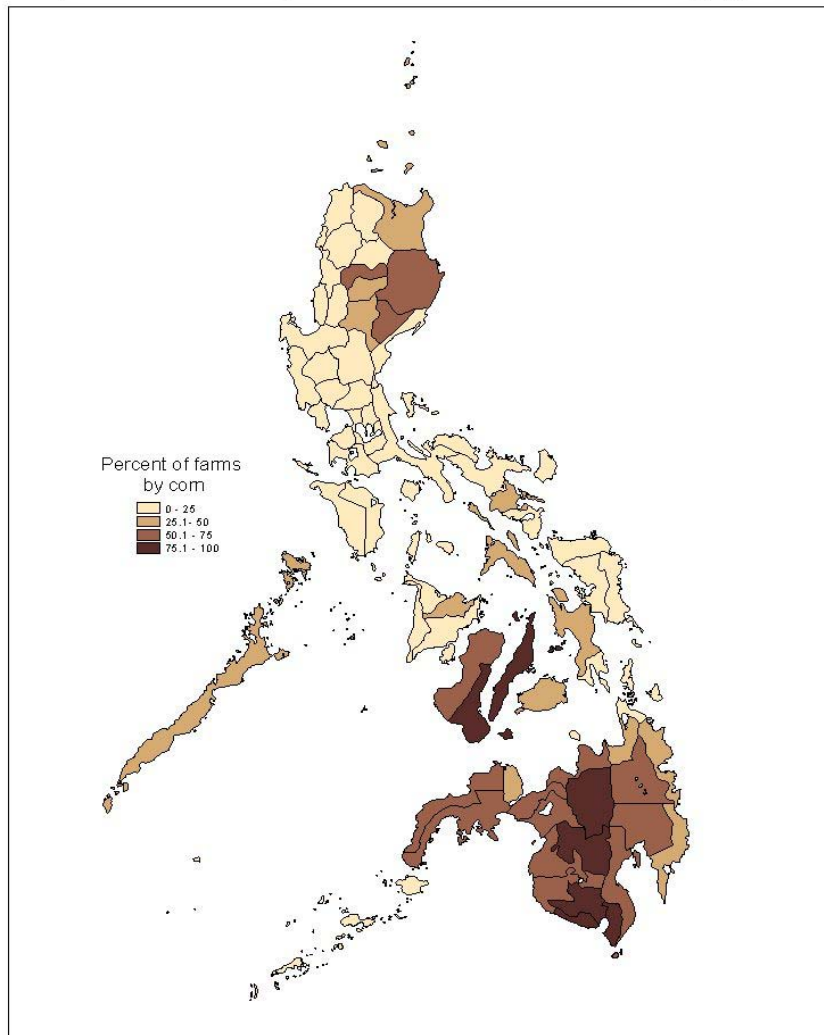 Percent of farms
by corn
0 - 25
25.1- 50
50.1 - 75
75.1 - 100